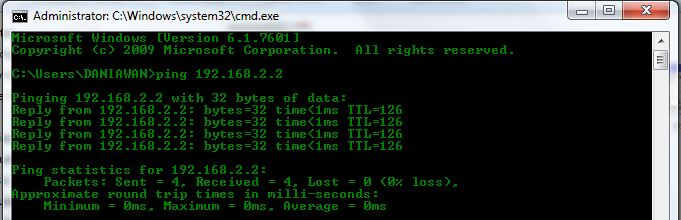 Administrator: C:\Windows\system32\cmd.exe
Microsoft Windows [Version 6.1.7601]
Copyright (c) 2009 Microsoft Corporation.  All rights reserved.
C:\Users\DANIAWAN>ping 192.168.2.2
Pinging 192.168.2.2 with 32 bytes of data:
Reply from 192.168.2.2: bytes=32 time<1ms TTL=126
Reply from 192.168.2.2: bytes=32 time<1ms TTL=126
Reply from 192.168.2.2: bytes=32 time<1ms TTL=126
Reply from 192.168.2.2: bytes=32 time<1ms TTL=126
Ping statistics for 192.168.2.2:
    Packets: Sent = 4, Received = 4, Lost = 0 (0% loss),
Approximate round trip times in milli-seconds:
    Minimum = 0ms, Maximum = 0ms, Average = 0ms